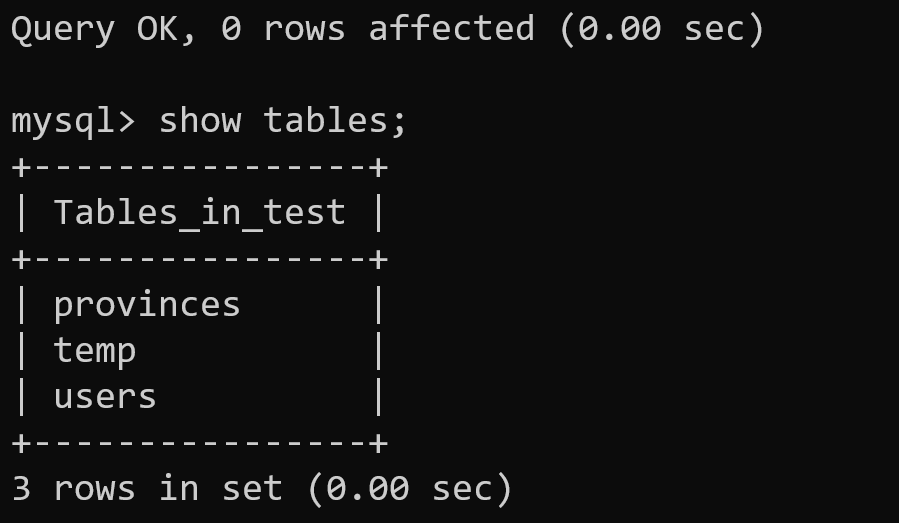 Query OK, 0 rows affected (0.00 sec)
mysql> show tables;
+----------------+
| Tables_in_test |
+----------------+
| provinces      |
| temp           |
| users          |
+----------------+
3 rows in set (0.00 sec)